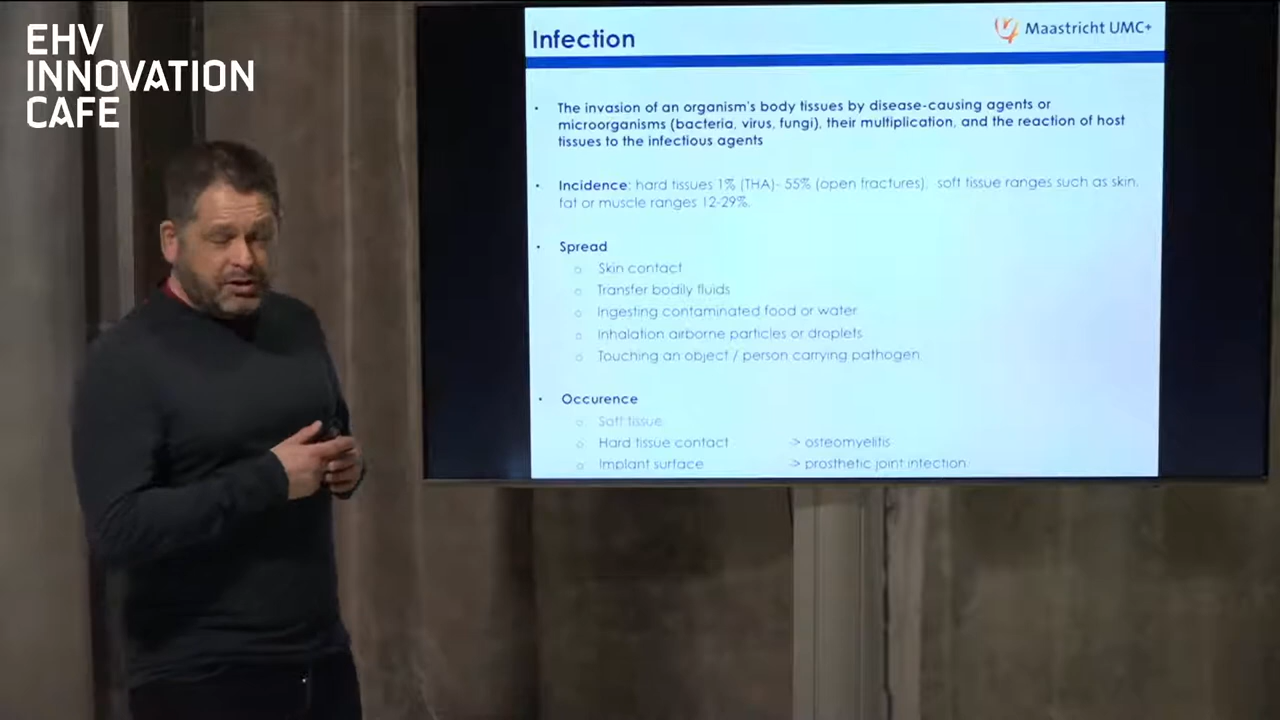 EHV
INNOVATION
CAFE
Infection
Maastricht UMC+
• The invasion of an organism's body tissues by disease-causing agents or
microorganisms (bacteria, virus, fungi), their multiplication, and the reaction of host
tissues to the infectious agents
• Incidence: hard tissues 1% (THA)- 55% (open fractures), soft tissue ranges such as skin,
fat or muscle ranges 12-29%.
• Spread
o Skin contact
o Transfer bodily fluids
o Ingesting contaminated food or water
o Inhalation airborne particles or droplets
o Touching an object / person carrying pathogen
• Occurence
o Soft tissue
o Hard tissue contact -> osteomyelitis
o Implant surface -> prosthetic joint infection